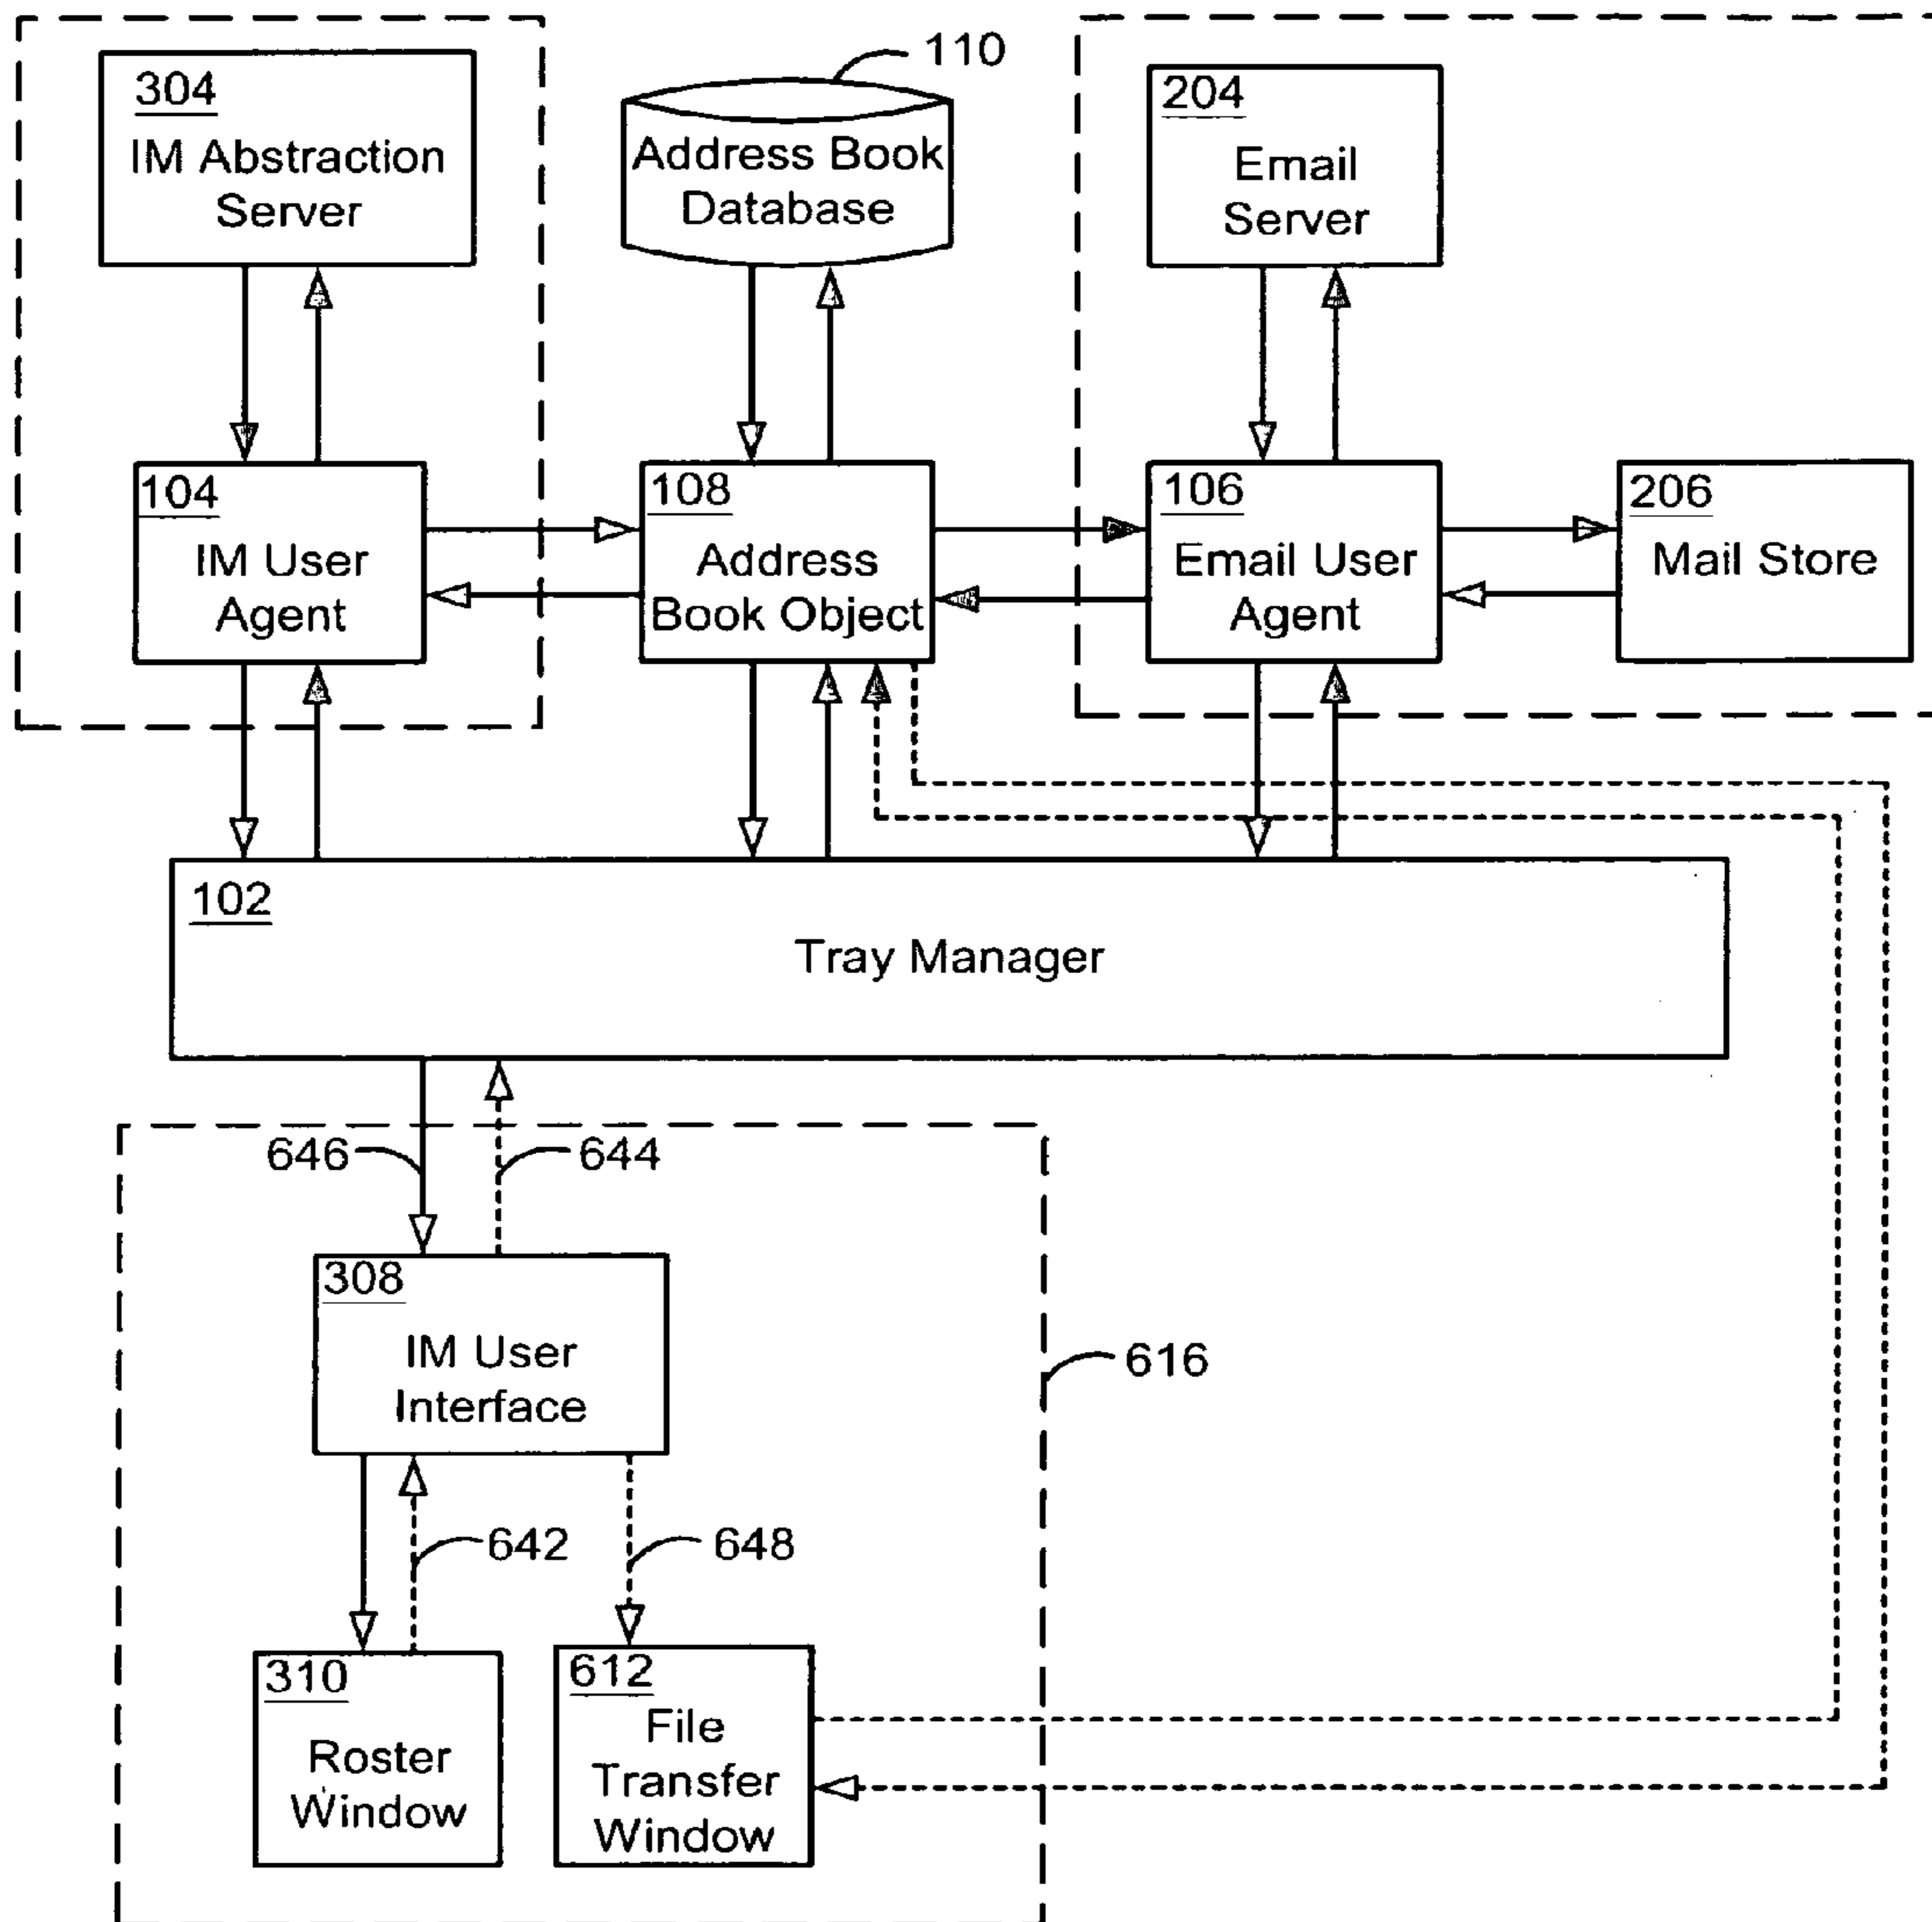 304
IM Abstraction
Server
110
Address Book
Database
204
Email
Server
104
IM User
Agent
108
Address
Book Object
106
Email User
Agent
206
Mail Store
102
Tray Manager
646
644
308
IM User
Interface
616
642
648
310
Roster
Window
612
File
Transfer
Window